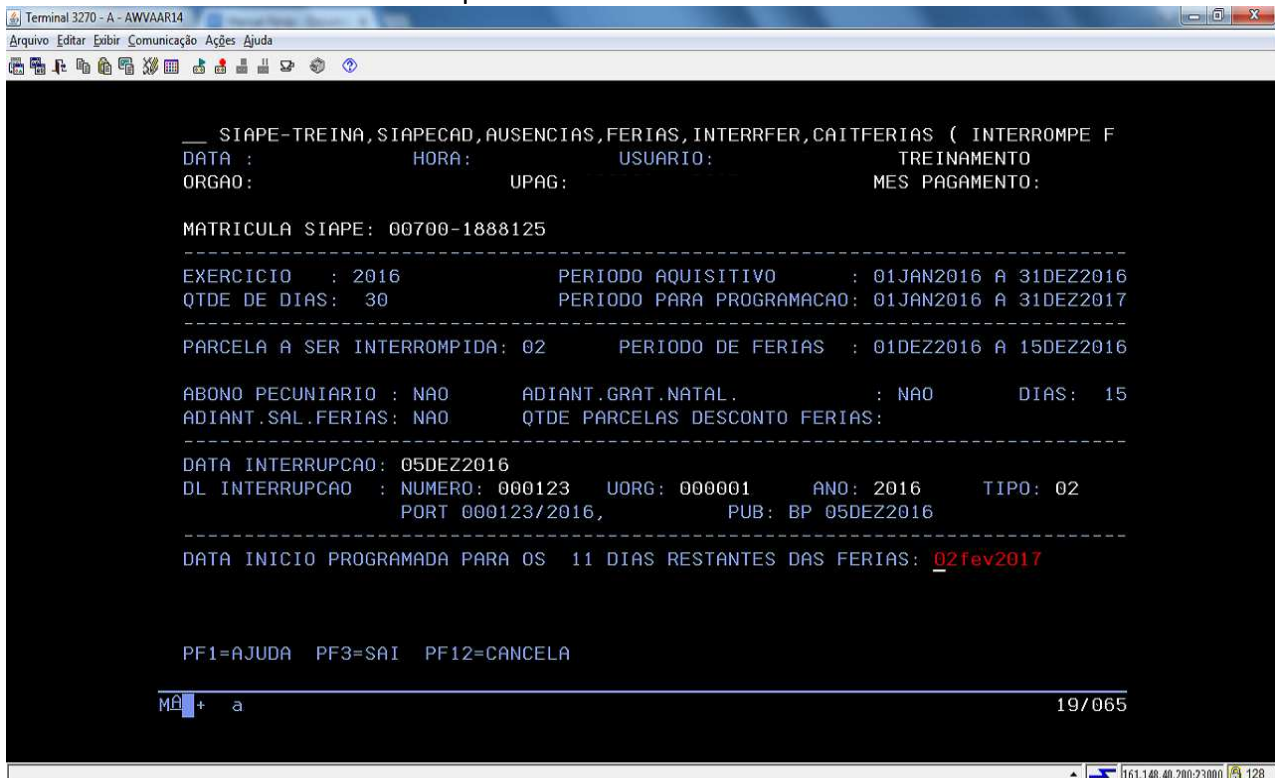 Terminal 3270 - A - AWVAAR14
Arquivo Editar Exibir Comunicação Ações Ajuda
__ SIAPE-TREINA,SIAPECAD,AUSENCIAS,FERIAS,INTERRFER,CAITFERIAS ( INTERROMPE F
DATA : HORA: USUARIO: TREINAMENTO
ORGAO: UPAG: MES PAGAMENTO:
MATRICULA SIAPE: 00700-1888125
EXERCICIO : 2016 PERIODO AQUISITIVO : 01JAN2016 A 31DEZ2016
QTDE DE DIAS: 30 PERIODO PARA PROGRAMACAO: 01JAN2016 A 31DEZ2017
PARCELA A SER INTERROMPIDA: 02 PERIODO DE FERIAS : 01DEZ2016 A 15DEZ2016
ABONO PECUNIARIO : NAO ADIANT.GRAT.NATAL. : NAO DIAS: 15
ADIANT.SAL.FERIAS: NAO QTDE PARCELAS DESCONTO FERIAS:
DATA INTERRUPCAO: 05DEZ2016
DL INTERRUPCAO : NUMERO: 000123 UORG: 000001 ANO: 2016 TIPO: 02
PORT 000123/2016, PUB: BP 05DEZ2016
DATA INICIO PROGRAMADA PARA OS 11 DIAS RESTANTES DAS FERIAS: 02fev2017
PF1=AJUDA PF3=SAI PF12=CANCELA
MA + a 19/065
161.148.40.200:23000 128